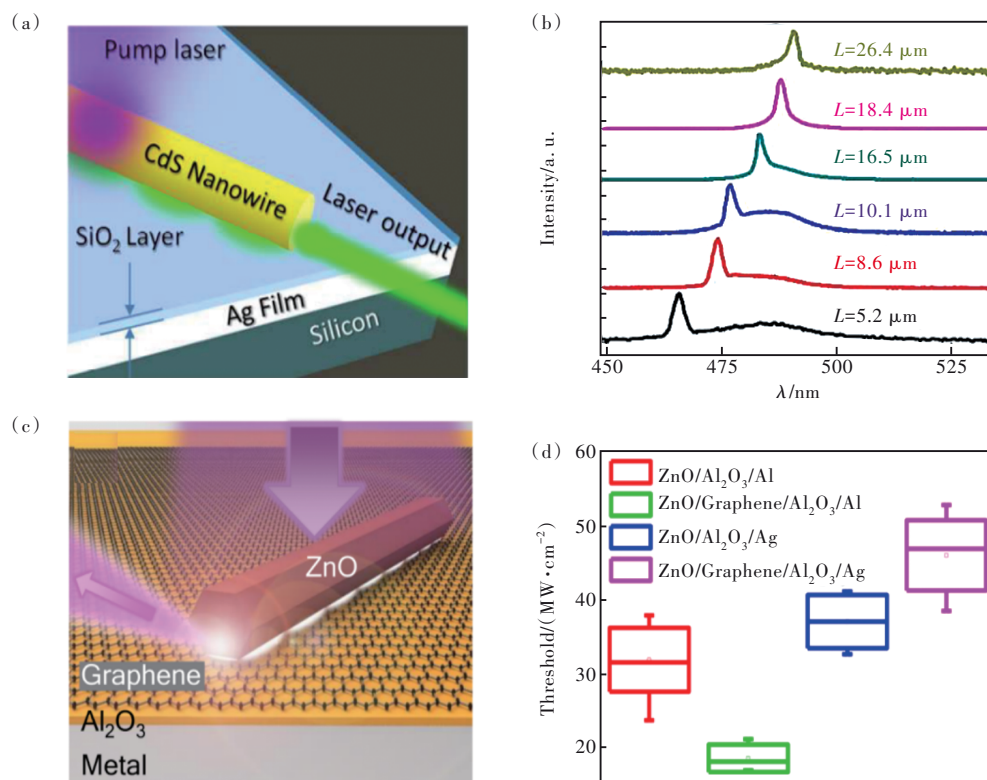 (a)
Pump laser
CdS Nanowire
Laser output
SiO₂ Layer
Ag Film
Silicon
(b)
Intensity/a. u.
L=26.4 μm
L=18.4 μm
L=16.5 μm
L=10.1 μm
L=8.6 μm
L=5.2 μm
450 475 500 525
λ/nm
(c)
ZnO
Graphene
Al₂O₃
Metal
(d)
Threshold/(MW·cm⁻²)
60
50
40
30
20
ZnO/Al₂O₃/Al
ZnO/Graphene/Al₂O₃/Al
ZnO/Al₂O₃/Ag
ZnO/Graphene/Al₂O₃/Ag